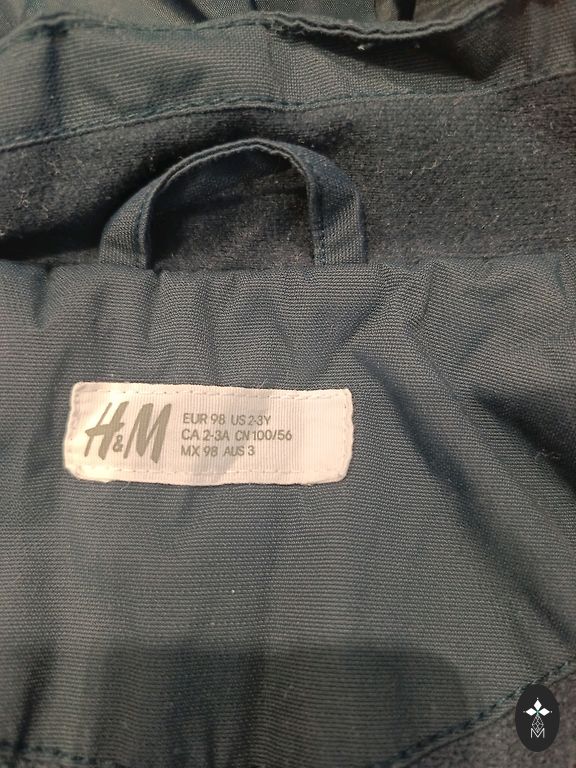 H&M
EUR 98 US 2-3Y
CA 2-3A CN 100/56
MX 98 AUS 3
M